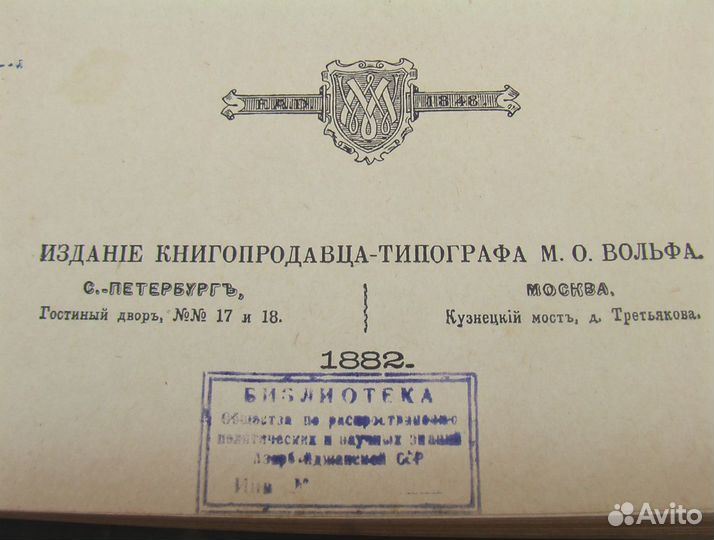 1848
ИЗДАНІЕ КНИГОПРОДАВЦА-ТИПОГРАФА М. О. ВОЛЬФА.
С.-ПЕТЕРБУРГЪ,
Гостиный дворъ, №№ 17 и 18.
МОСКВА,
Кузнецкій мостъ, д. Третьякова.
1882.
БИБЛИОТЕКА
Общества по распространению
политических и научных знаний
Азербайджанской ССР
Инв №
Avito